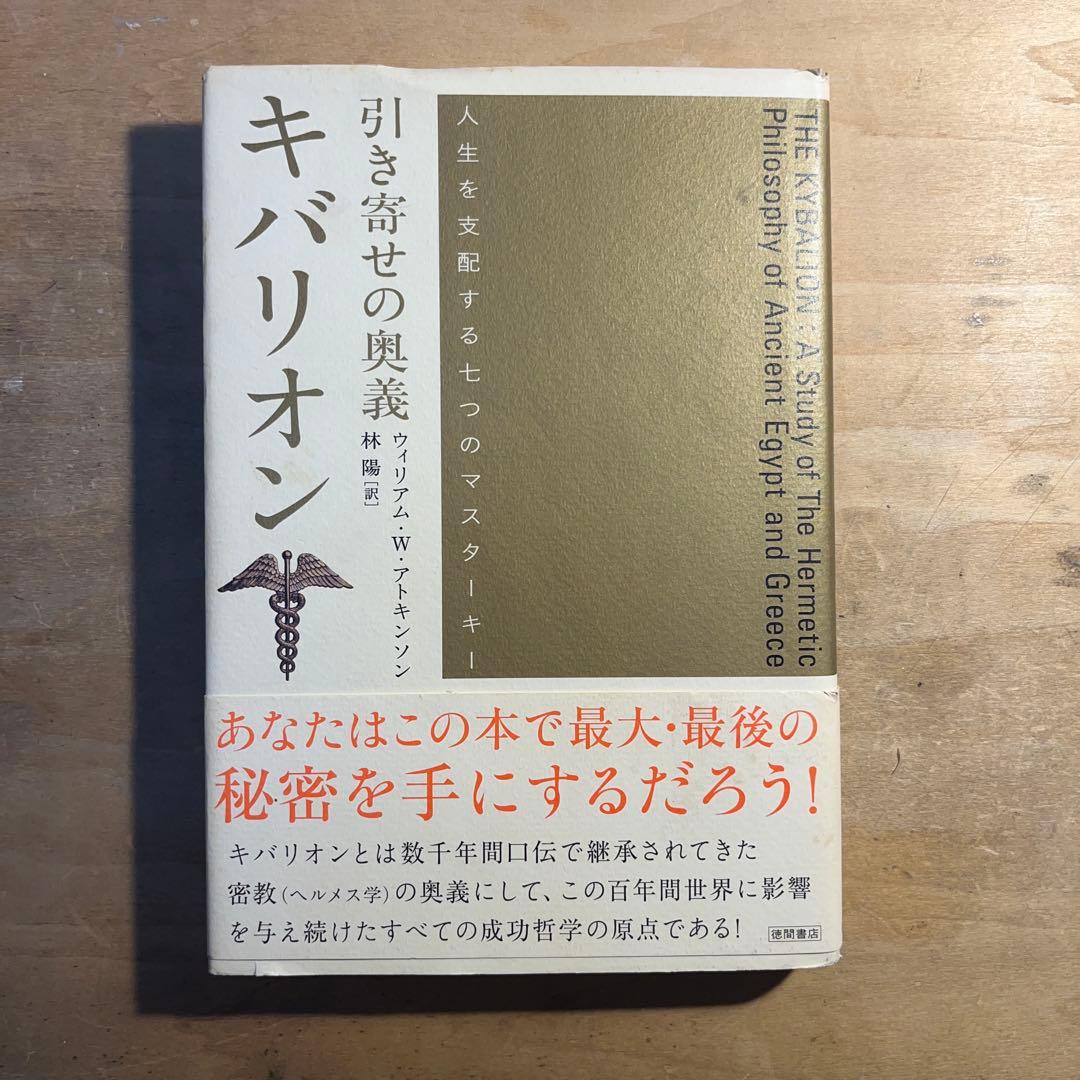 THE KYBALION : A Study of The Hermetic
Philosophy of Ancient Egypt and Greece
人生を支配する七つのマスターキー
引き寄せの奥義
キバリオン
ウィリアム・W・アトキンソン
林 陽[訳]
あなたはこの本で最大・最後の
秘密を手にするだろう！
キバリオンとは数千年間口伝で継承されてきた
密教（ヘルメス学）の奥義にして、この百年間世界に影響
を与え続けたすべての成功哲学の原点である！
徳間書店